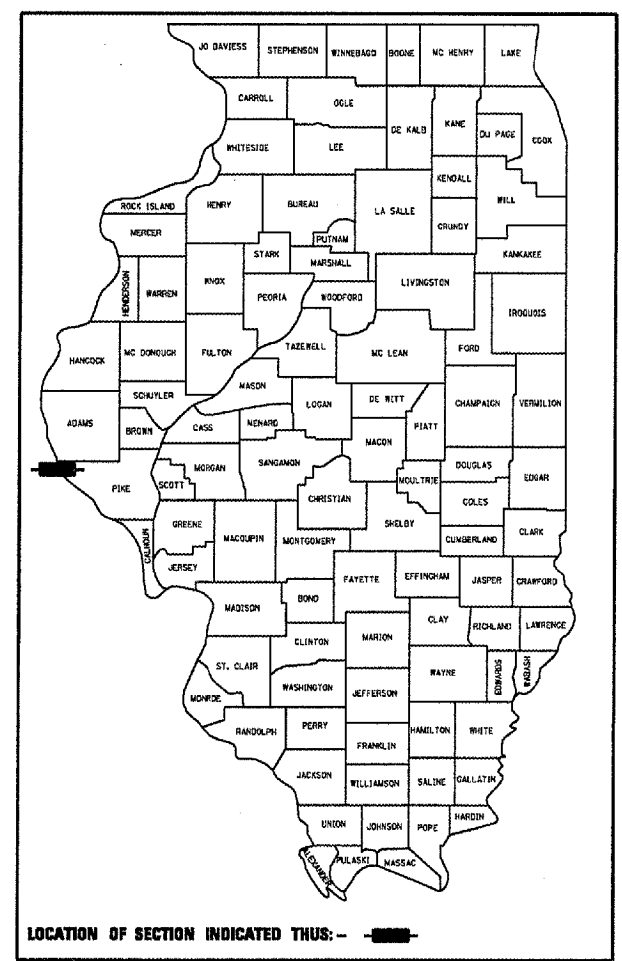 JO DAVIESS STEPHENSON WINNEBAGO BOONE MC HENRY LAKE
CARROLL OGLE DE KALB KANE DU PAGE COOK
WHITESIDE LEE
KENDALL WILL
ROCK ISLAND HENRY BUREAU LA SALLE GRUNDY
MERCER PUTNAM KANKAKEE
STARK MARSHALL
HENDERSON WARREN KNOX PEORIA WOODFORD LIVINGSTON IROQUOIS
HANCOCK MC DONOUGH FULTON TAZEWELL MC LEAN FORD
MASON
SCHUYLER LOGAN DE WITT CHAMPAIGN VERMILION
ADAMS BROWN CASS MENARD MACON PIATT
PIKE SCOTT MORGAN SANGAMON MOULTRIE DOUGLAS EDGAR
CHRISTIAN COLES
GREENE MACOUPIN MONTGOMERY SHELBY CUMBERLAND CLARK
CALHOUN JERSEY
FAYETTE EFFINGHAM JASPER CRAWFORD
MADISON BOND
CLAY RICHLAND LAWRENCE
CLINTON MARION
ST. CLAIR WAYNE EDWARDS WABASH
WASHINGTON JEFFERSON
MONROE
RANDOLPH PERRY HAMILTON WHITE
FRANKLIN
JACKSON WILLIAMSON SALINE GALLATIN
HARDIN
UNION JOHNSON POPE
ALEXANDER PULASKI MASSAC
LOCATION OF SECTION INDICATED THUS:-